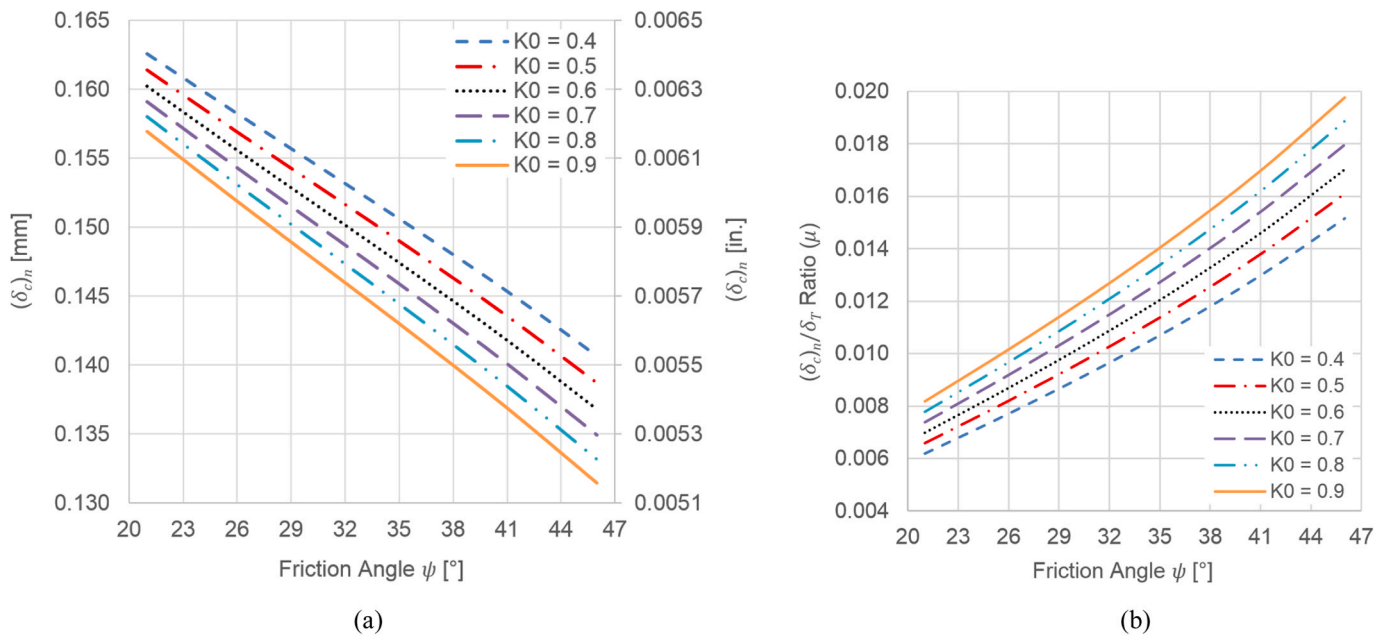 0.165
0.160
0.155
0.150
0.145
0.140
0.135
0.130
(δc)n [mm]
20 23 26 29 32 35 38 41 44 47
Friction Angle ψ [°]
K0 = 0.4
K0 = 0.5
K0 = 0.6
K0 = 0.7
K0 = 0.8
K0 = 0.9
0.0065
0.0063
0.0061
0.0059
0.0057
0.0055
0.0053
0.0051
(δc)n [in.]
(a)
0.020
0.018
0.016
0.014
0.012
0.010
0.008
0.006
0.004
(δc)n/δT Ratio (μ)
K0 = 0.4
K0 = 0.5
K0 = 0.6
K0 = 0.7
K0 = 0.8
K0 = 0.9
20 23 26 29 32 35 38 41 44 47
Friction Angle ψ [°]
(b)